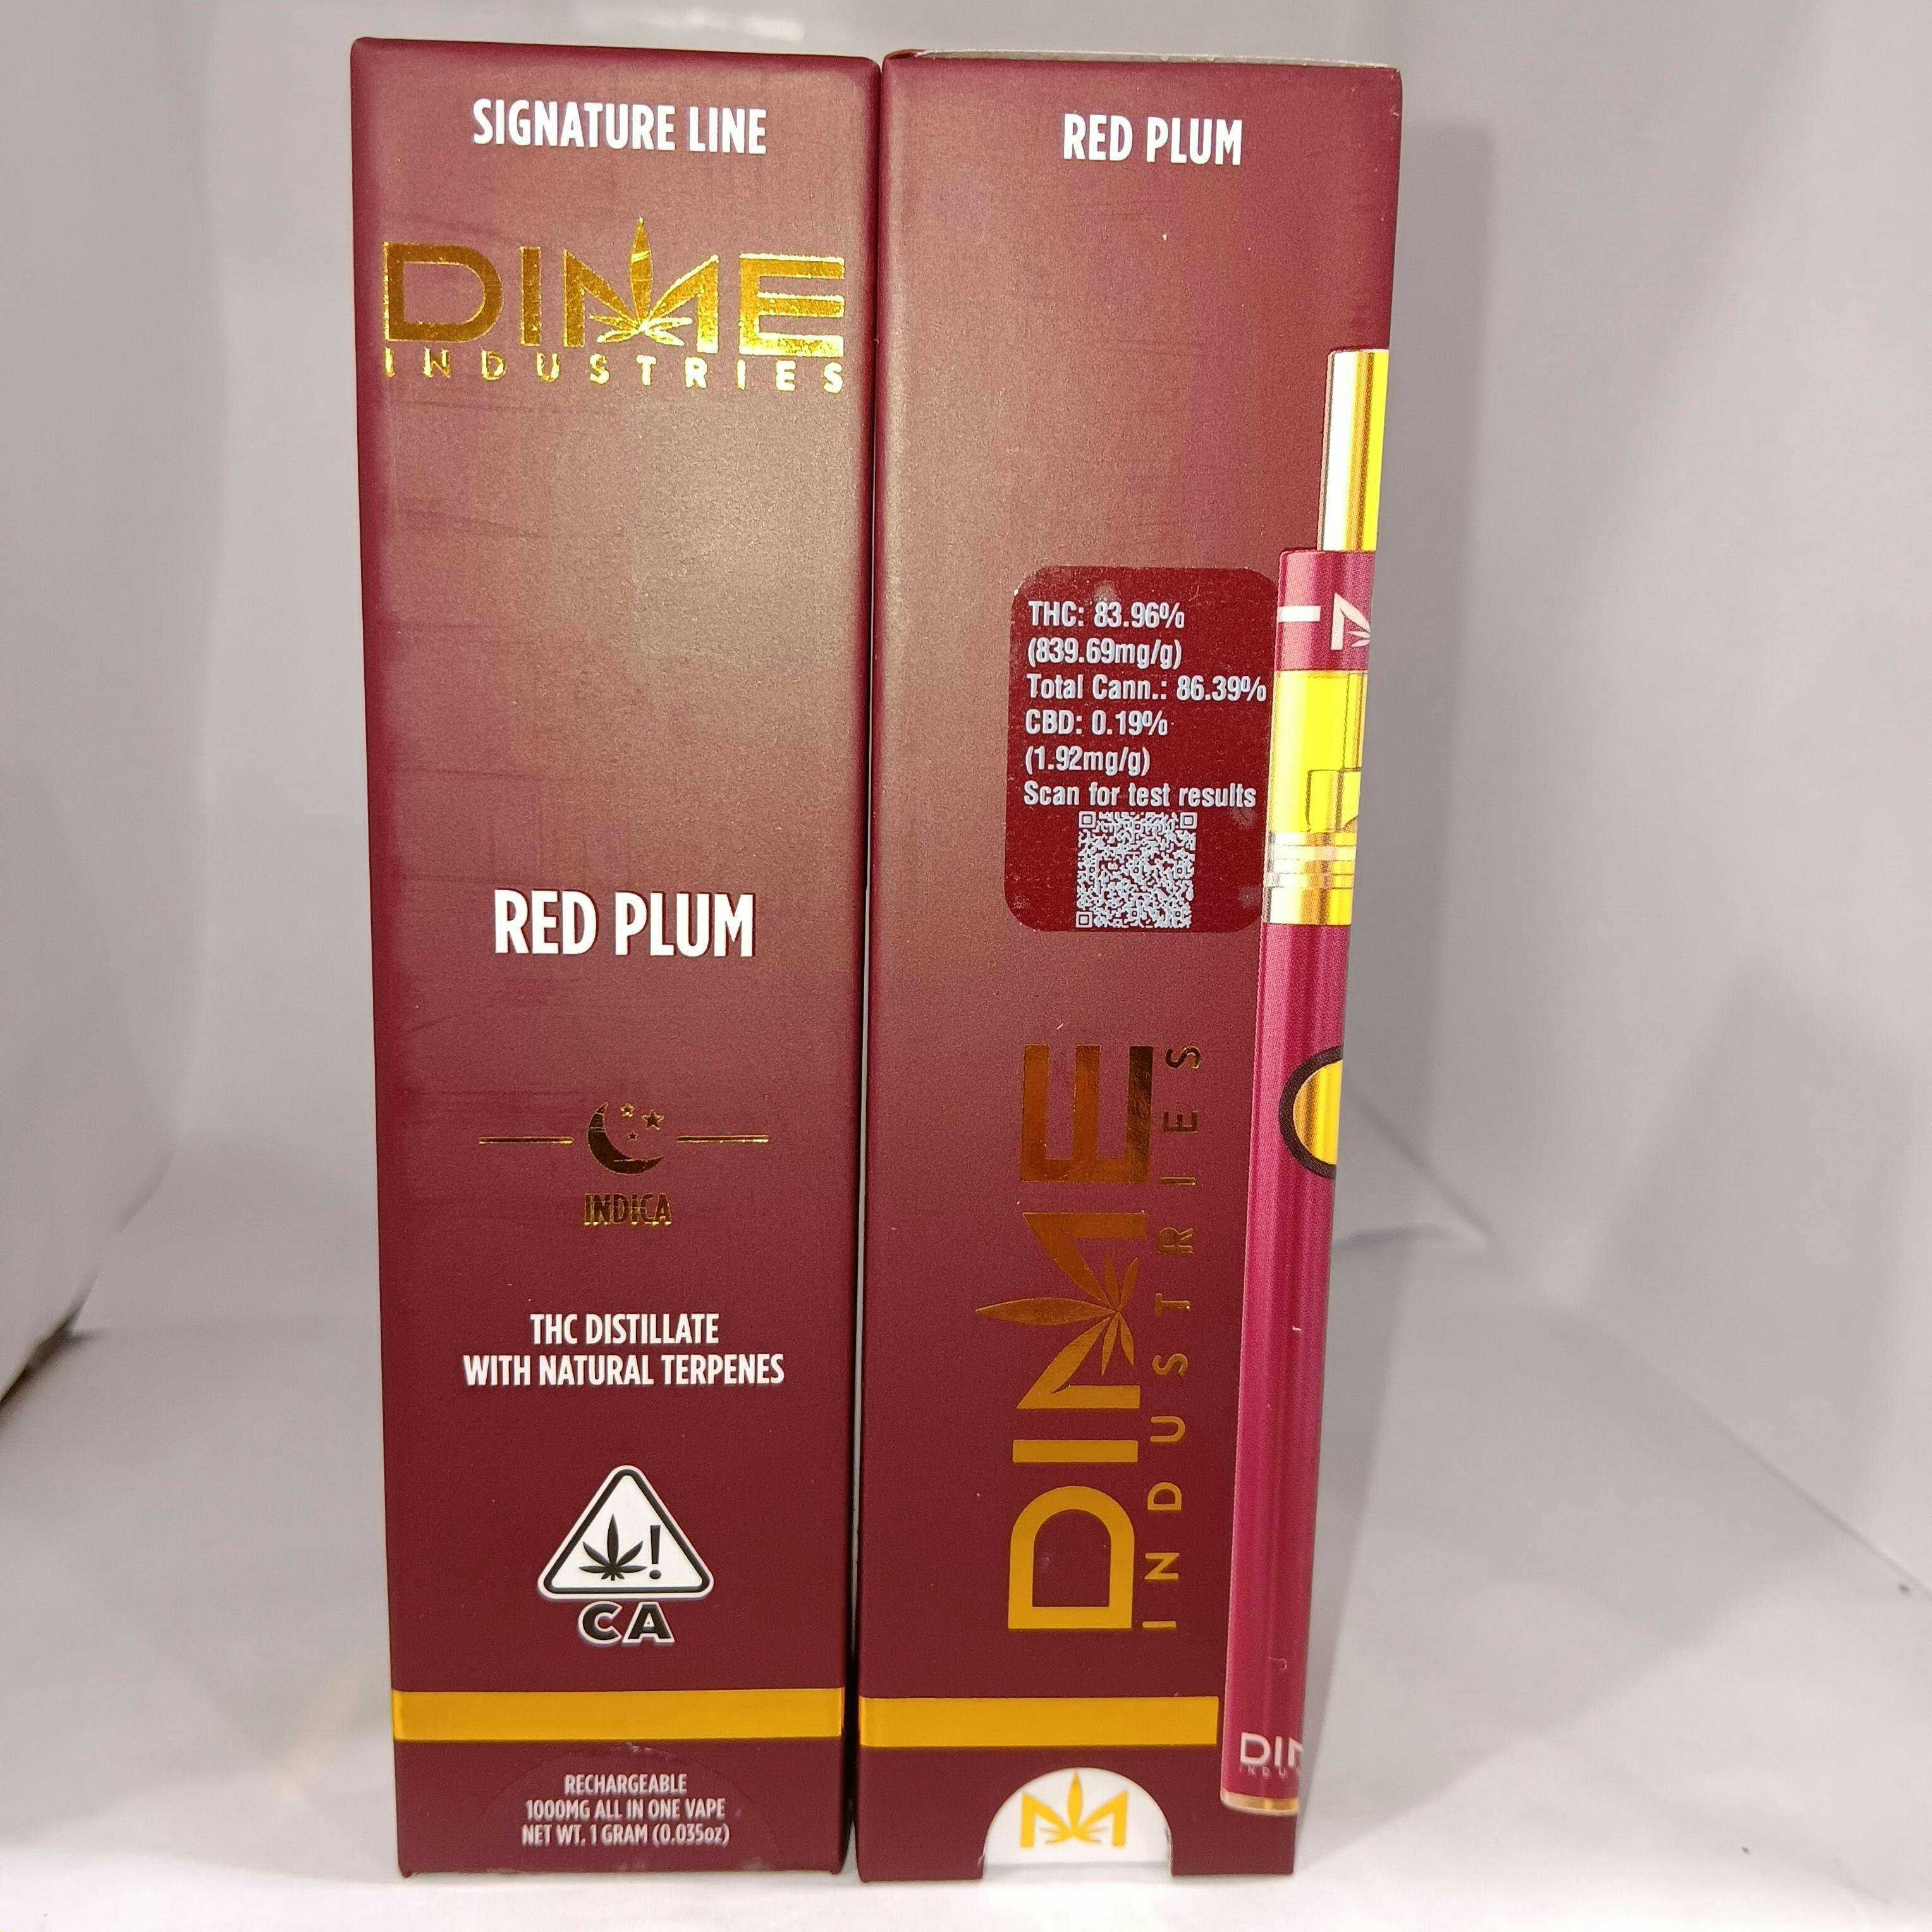 SIGNATURE LINE
DIME
INDUSTRIES
RED PLUM
INDICA
THC DISTILLATE
WITH NATURAL TERPENES
!
CA
RECHARGEABLE
1000MG ALL IN ONE VAPE
NET WT. 1 GRAM (0.035oz)
RED PLUM
THC: 83.96%
(839.69mg/g)
Total Cann.: 86.39%
CBD: 0.19%
(1.92mg/g)
Scan for test results
DIME
INDUSTRIES